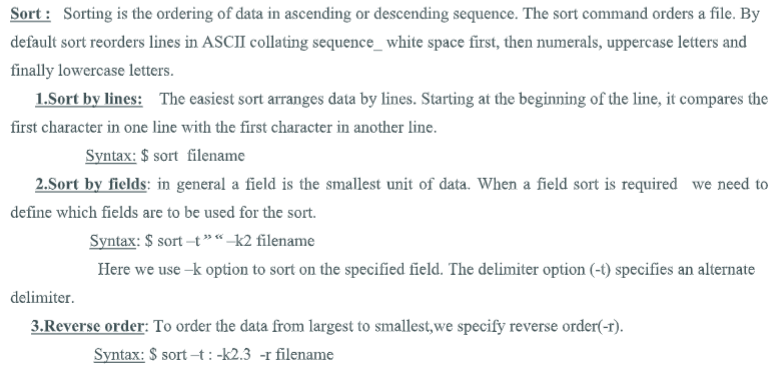 Sort : Sorting is the ordering of data in ascending or descending sequence. The sort command orders a file. By
default sort reorders lines in ASCII collating sequence_ white space first, then numerals, uppercase letters and
finally lowercase letters.
1.Sort by lines: The easiest sort arranges data by lines. Starting at the beginning of the line, it compares the
first character in one line with the first character in another line.
Syntax: $ sort filename
2.Sort by fields: in general a field is the smallest unit of data. When a field sort is required we need to
define which fields are to be used for the sort.
Syntax: $ sort –t ” “ –k2 filename
Here we use –k option to sort on the specified field. The delimiter option (-t) specifies an alternate
delimiter.
3.Reverse order: To order the data from largest to smallest,we specify reverse order(-r).
Syntax: $ sort –t : -k2.3 -r filename